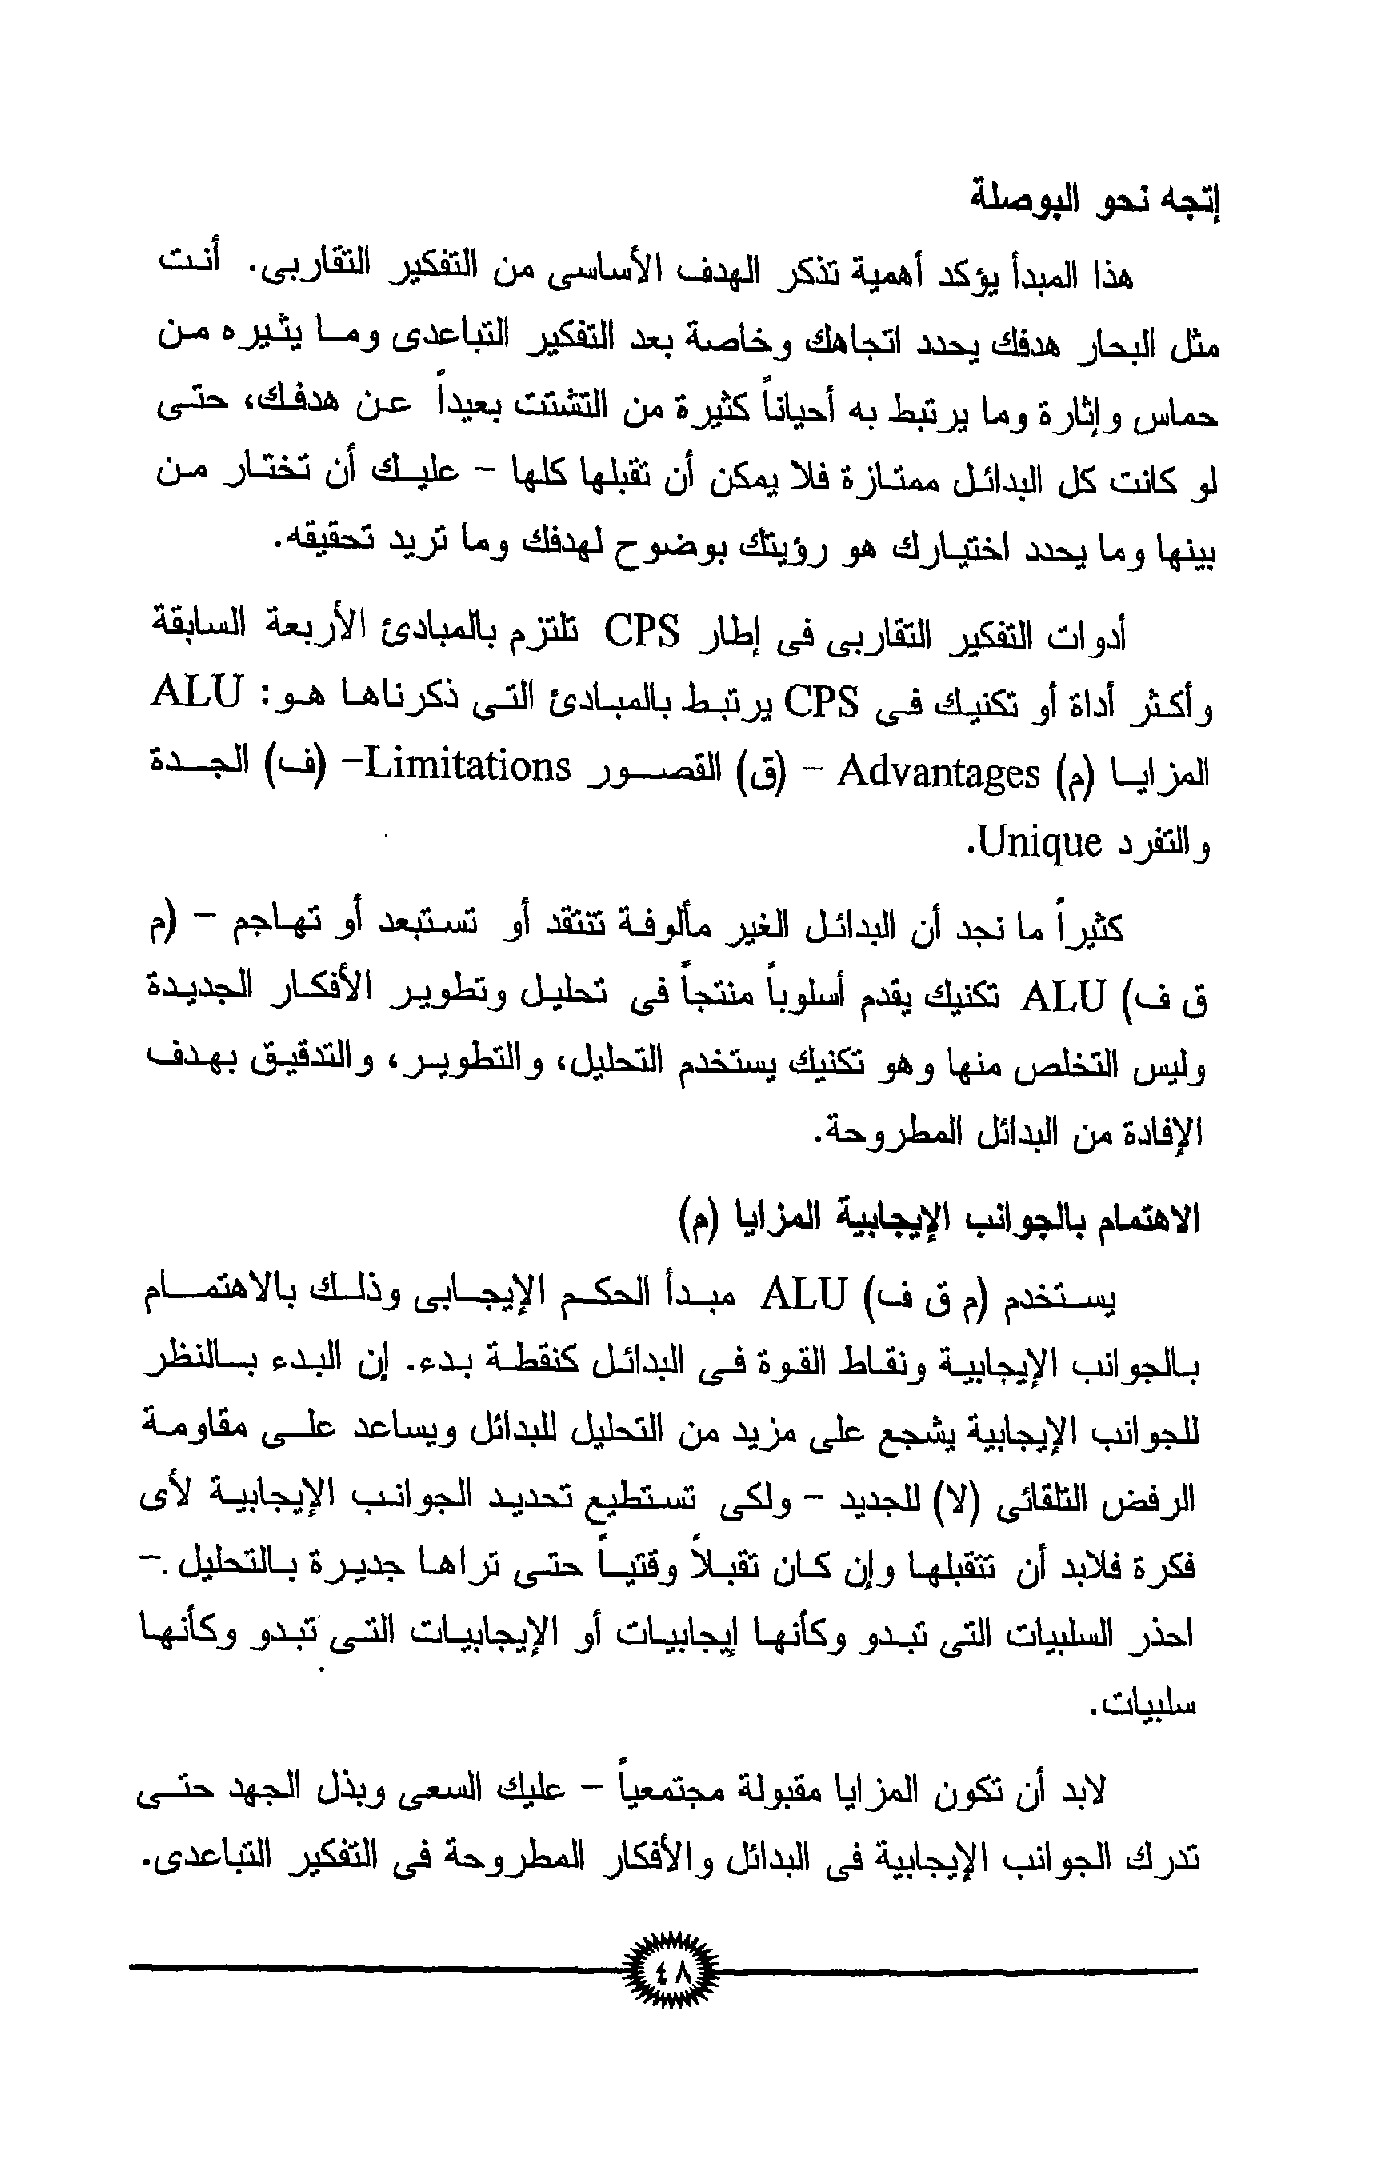 إتجه نحو البوصلة
هذا المبدأ يؤكد أهمية تذكر الهدف الأساسى من التفكير التقاربى. أنت
مثل البحار هدفك يحدد اتجاهك وخاصة بعد التفكير التباعدى وما يثيره من
حماس وإثارة وما يرتبط به أحياناً كثيرة من التشتت بعيداً عن هدفك، حتى
لو كانت كل البدائل ممتازة فلا يمكن أن تقبلها كلها - عليك أن تختار من
بينها وما يحدد اختيارك هو رؤيتك بوضوح لهدفك وما تريد تحقيقه.
أدوات التفكير التقاربى فى إطار CPS تلتزم بالمبادئ الأربعة السابقة
وأكثر أداة أو تكنيك فى CPS يرتبط بالمبادئ التى ذكرناها هو: ALU
المزايا (م) Advantages - (ق) القصور Limitations- (ف) الجدة
والتفرد Unique.
كثيراً ما نجد أن البدائل الغير مألوفة تنتقد أو تستبعد أو تهاجم - (م
ق ف) ALU تكنيك يقدم أسلوباً منتجاً فى تحليل وتطوير الأفكار الجديدة
وليس التخلص منها وهو تكنيك يستخدم التحليل، والتطوير، والتدقيق بهدف
الإفادة من البدائل المطروحة.
الاهتمام بالجوانب الإيجابية المزايا (م)
يستخدم (م ق ف) ALU مبدأ الحكم الإيجابى وذلك بالاهتمام
بالجوانب الإيجابية ونقاط القوة فى البدائل كنقطة بدء. إن البدء بالنظر
للجوانب الإيجابية يشجع على مزيد من التحليل للبدائل ويساعد على مقاومة
الرفض التلقائى (لا) للجديد - ولكى تستطيع تحديد الجوانب الإيجابية لأى
فكرة فلابد أن تتقبلها وإن كان تقبلاً وقتياً حتى تراها جديرة بالتحليل.-
احذر السلبيات التى تبدو وكأنها إيجابيات أو الإيجابيات التى تبدو وكأنها
سلبيات.
لابد أن تكون المزايا مقبولة مجتمعياً - عليك السعى وبذل الجهد حتى
تدرك الجوانب الإيجابية فى البدائل والأفكار المطروحة فى التفكير التباعدى.
٤٨